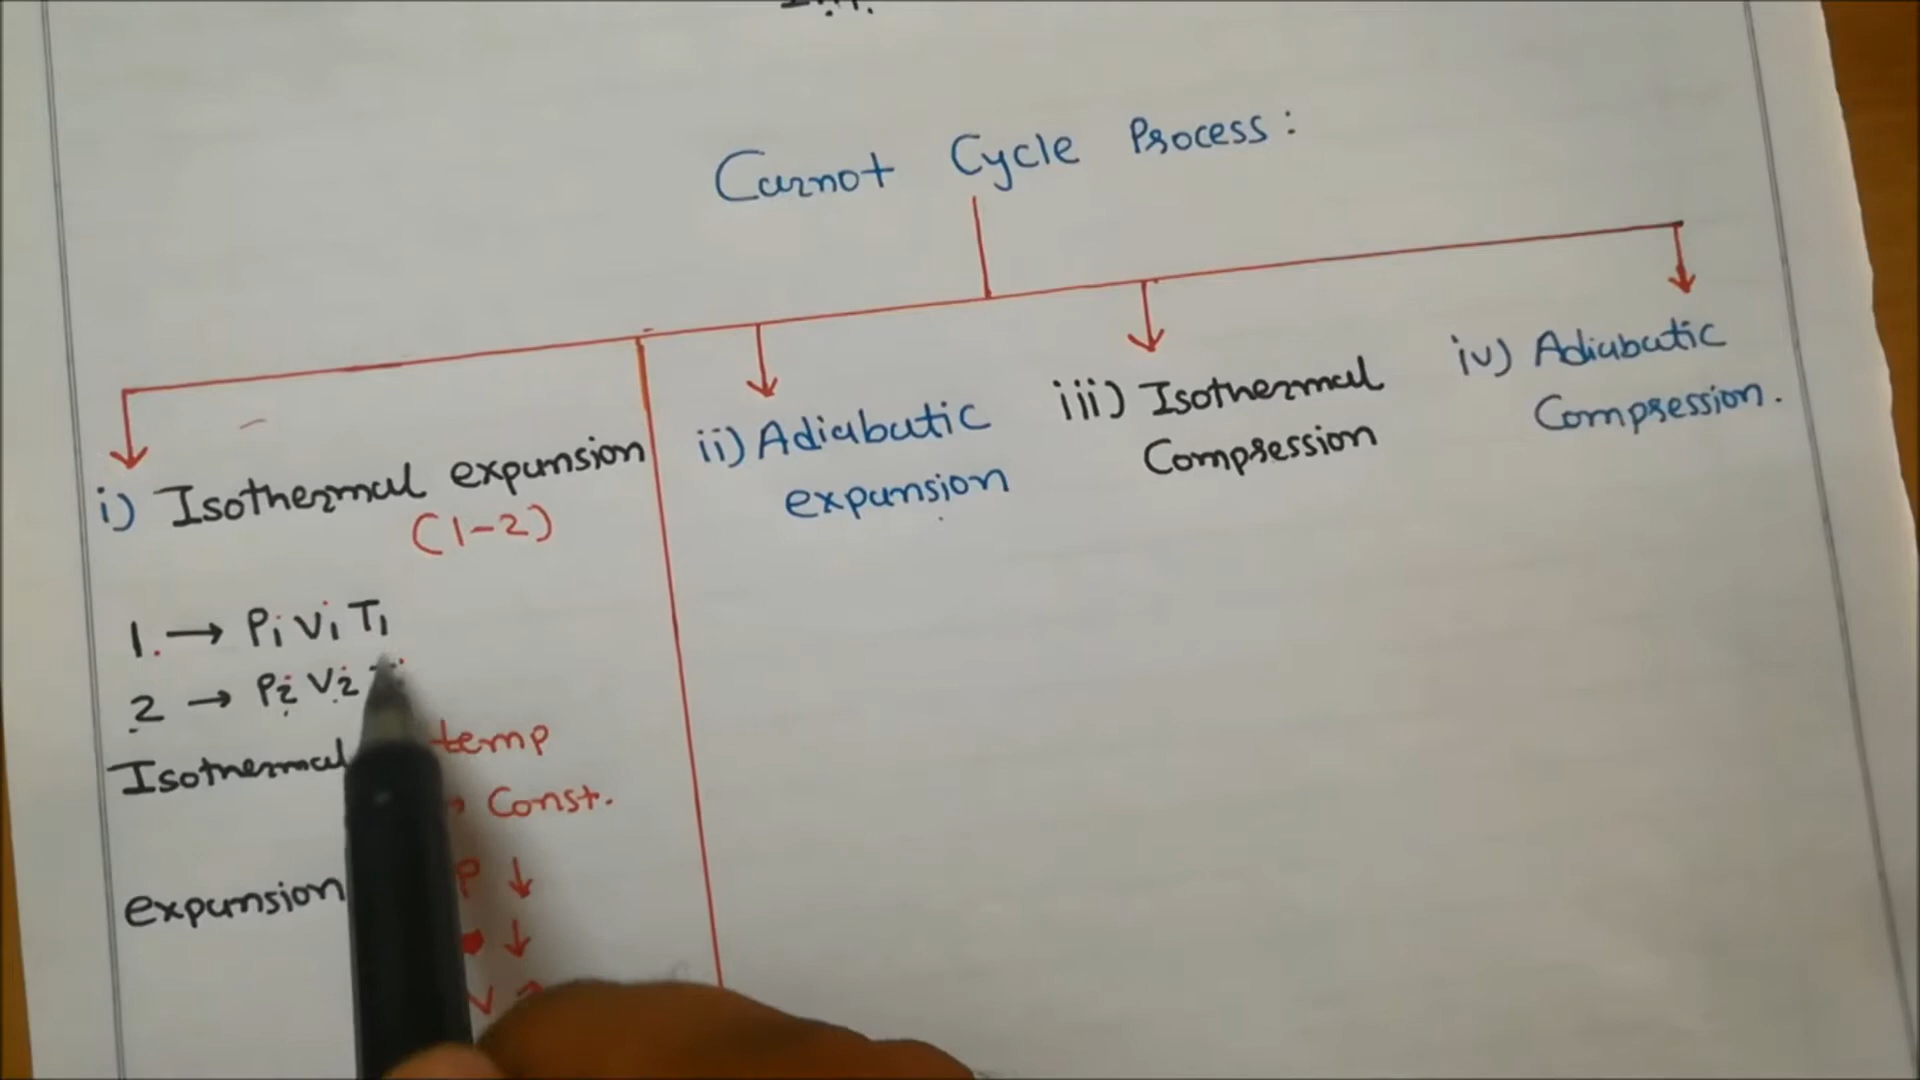 Carnot Cycle Process:
i) Isothermal expansion
(1-2)
1. → P1 V1 T1
2 → P2 V2
Isothermal temp
→ Const.
expansion P ↓
↓
V
ii) Adiabatic
expansion
iii) Isothermal
Compression
iv) Adiabatic
Compression.